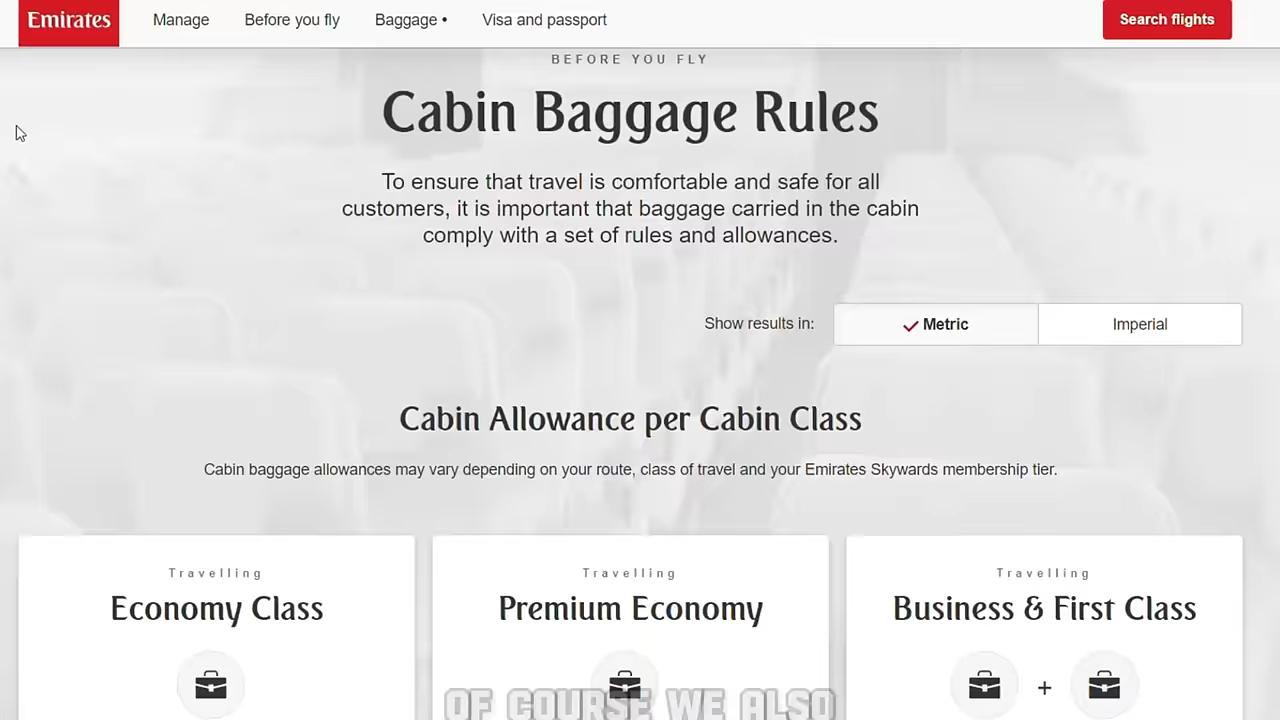 Emirates Manage Before you fly Baggage • Visa and passport Search flights
BEFORE YOU FLY
Cabin Baggage Rules
To ensure that travel is comfortable and safe for all
customers, it is important that baggage carried in the cabin
comply with a set of rules and allowances.
Show results in: Metric Imperial
Cabin Allowance per Cabin Class
Cabin baggage allowances may vary depending on your route, class of travel and your Emirates Skywards membership tier.
Travelling Travelling Travelling
Economy Class Premium Economy Business & First Class
+
OF COURSE WE ALSO